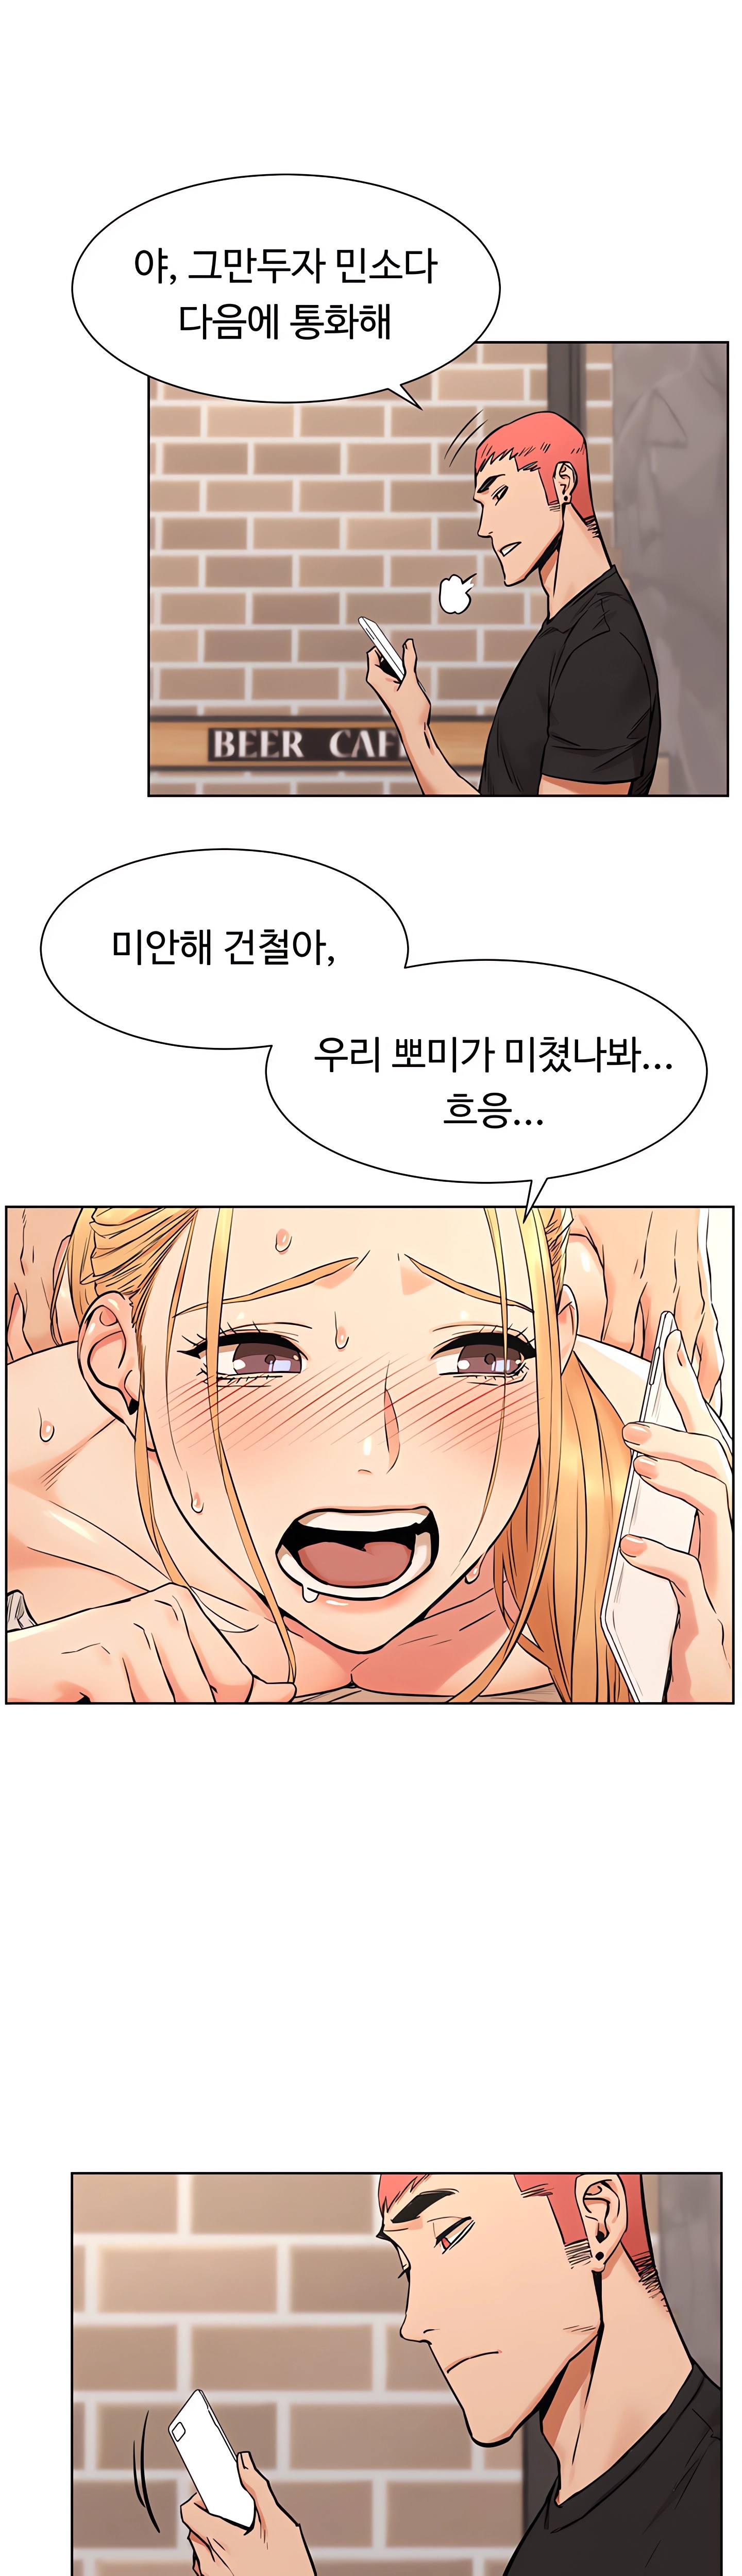 야, 그만두자 민소다
다음에 통화해
BEER CAF
미안해 건철아,
우리 뽀미가 미쳤나봐...
흐응...